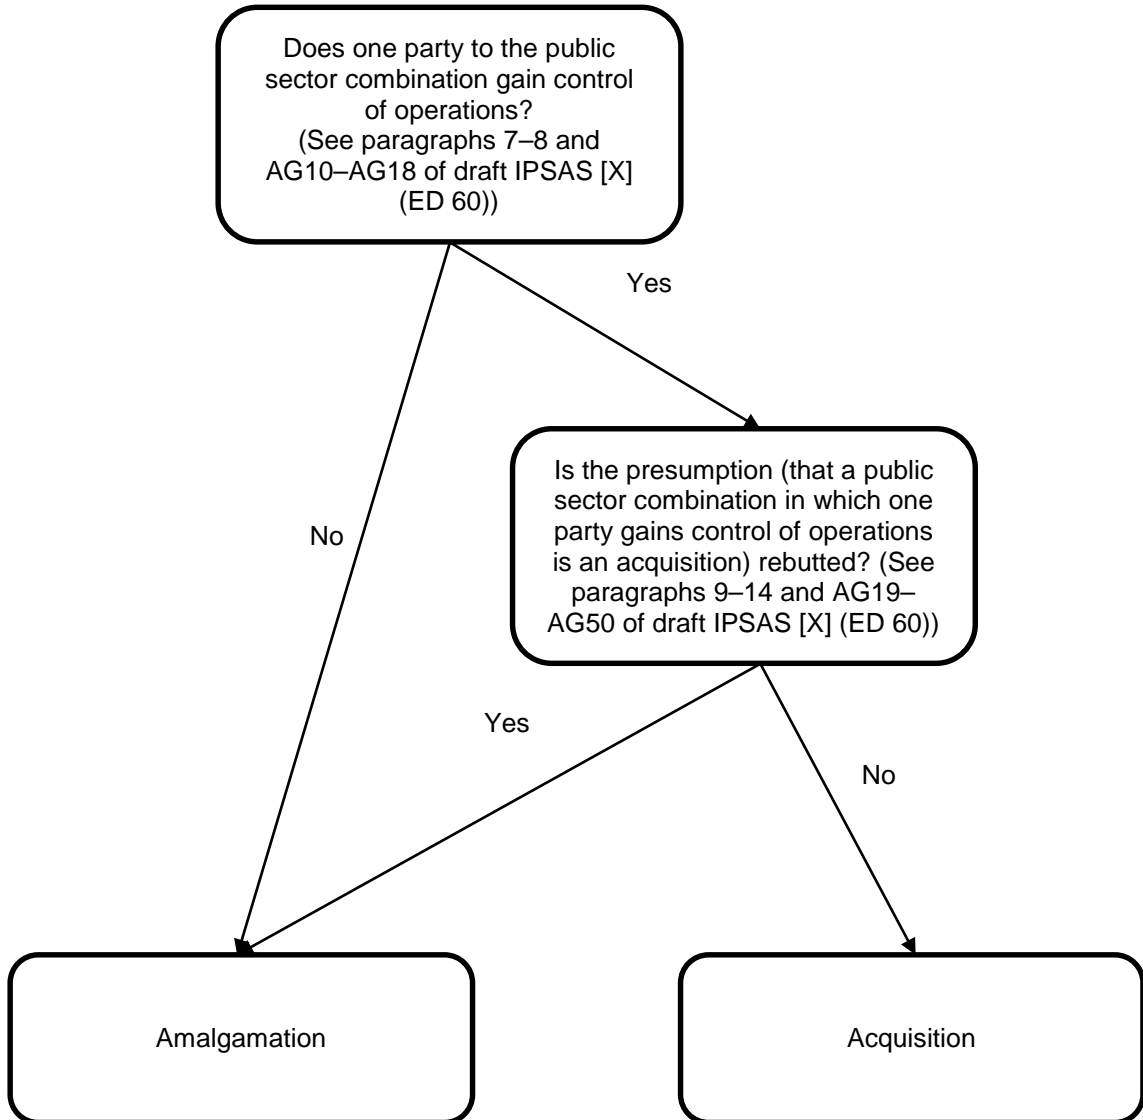 Does one party to the public
sector combination gain control
of operations?
(See paragraphs 7–8 and
AG10–AG18 of draft IPSAS [X]
(ED 60))
Yes
No
Is the presumption (that a public
sector combination in which one
party gains control of operations
is an acquisition) rebutted? (See
paragraphs 9–14 and AG19–
AG50 of draft IPSAS [X] (ED 60))
Yes
No
Amalgamation
Acquisition